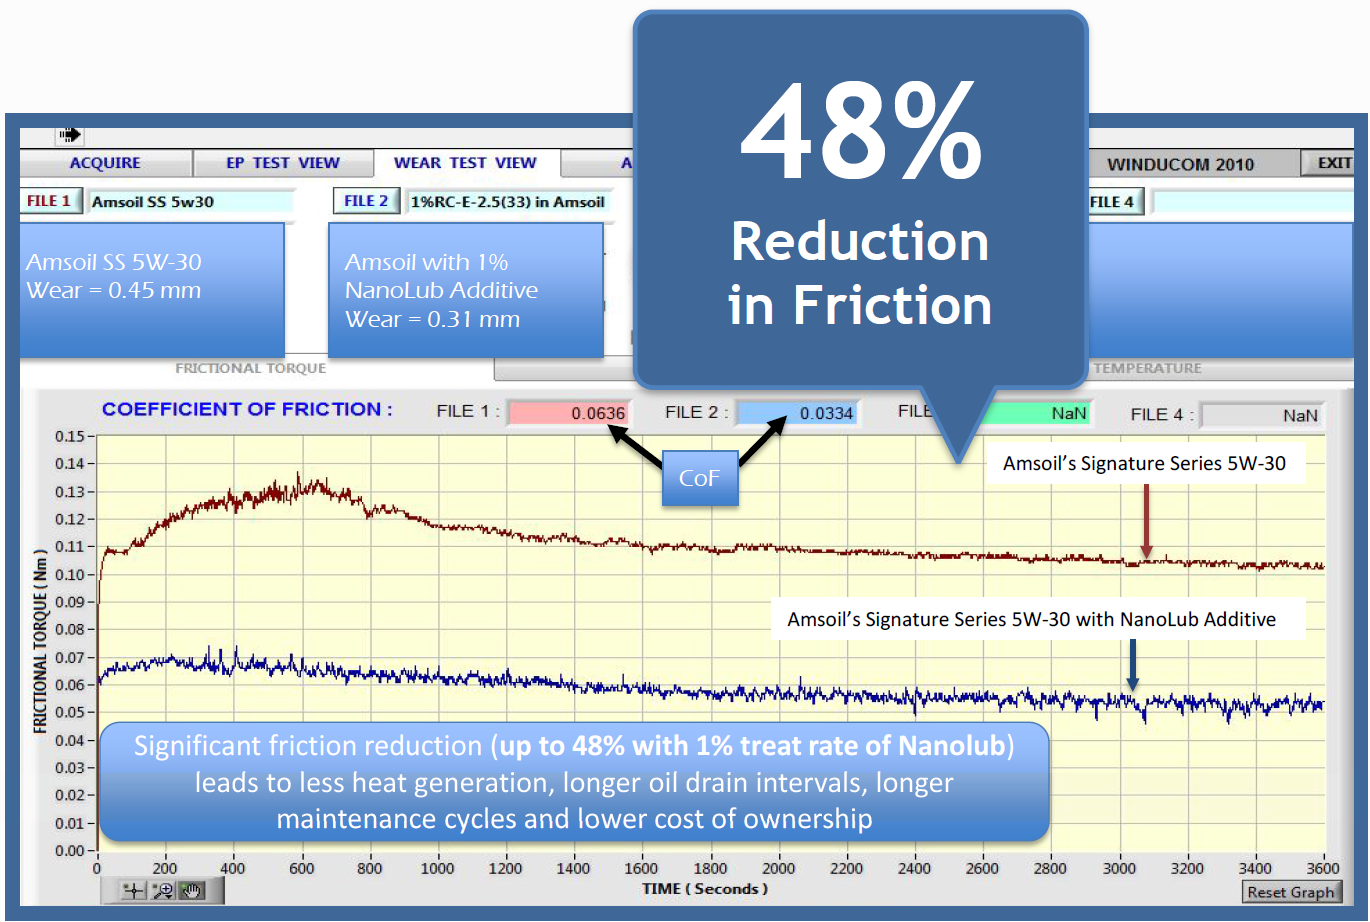 48%
Reduction
in Friction
ACQUIRE
EP TEST VIEW
WEAR TEST VIEW
A
WINDUCOM 2010
EXIT
FILE 1
Amsoil SS 5w30
FILE 2
1%RC-E-2.5(33) in Amsoil
FILE 4
Amsoil SS 5W-30
Wear = 0.45 mm
Amsoil with 1%
NanoLub Additive
Wear = 0.31 mm
FRICTIONAL TORQUE
TEMPERATURE
COEFFICIENT OF FRICTION :
FILE 1 :
0.0636
FILE 2 :
0.0334
FILE
NaN
FILE 4 :
NaN
CoF
Amsoil's Signature Series 5W-30
Amsoil's Signature Series 5W-30 with NanoLub Additive
FRICTIONAL TORQUE ( Nm )
0.15
0.14
0.13
0.12
0.11
0.10
0.09
0.08
0.07
0.06
0.05
0.04
0.03
0.02
0.01
0.00
Significant friction reduction (up to 48% with 1% treat rate of Nanolub)
leads to less heat generation, longer oil drain intervals, longer
maintenance cycles and lower cost of ownership
0 200 400 600 800 1000 1200 1400 1600 1800 2000 2200 2400 2600 2800 3000 3200 3400 3600
TIME ( Seconds )
Reset Graph